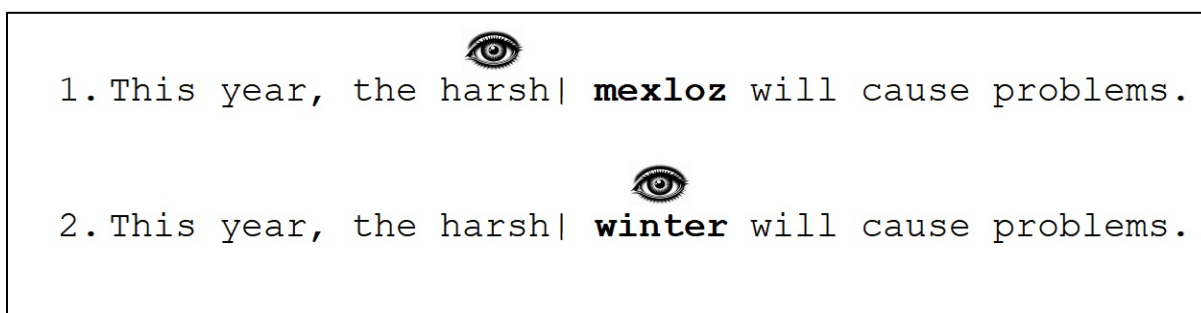 1. This year, the harsh| mexloz will cause problems.
2. This year, the harsh| winter will cause problems.